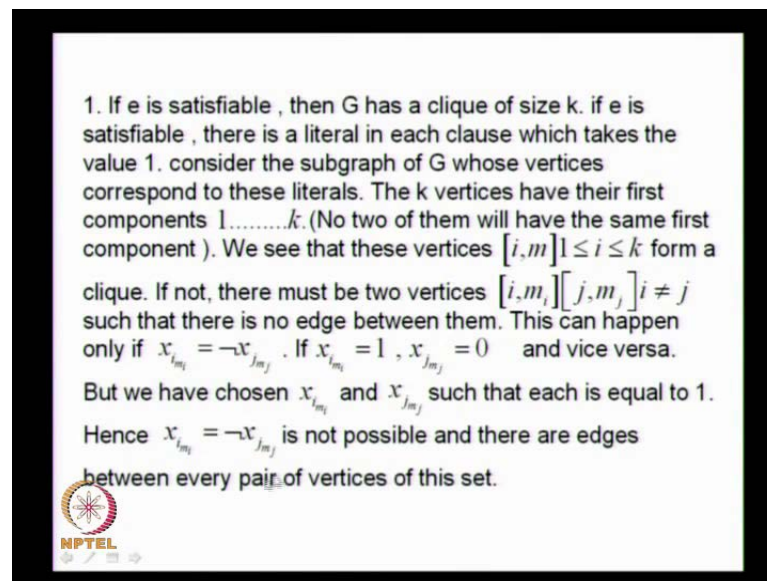 1. If e is satisfiable , then G has a clique of size k. if e is
satisfiable , there is a literal in each clause which takes the
value 1. consider the subgraph of G whose vertices
correspond to these literals. The k vertices have their first
components 1.........k.(No two of them will have the same first
component ). We see that these vertices [i,m]1≤i≤k form a
clique. If not, there must be two vertices [i,m_i][j,m_j]i≠j
such that there is no edge between them. This can happen
only if x_{i_{m_i}} =¬x_{j_{m_j}} . If x_{i_{m_i}} =1 , x_{j_{m_j}} =0 and vice versa.
But we have chosen x_{i_{m_i}} and x_{j_{m_j}} such that each is equal to 1.
Hence x_{i_{m_i}} =¬x_{j_{m_j}} is not possible and there are edges
between every pair of vertices of this set.
NPTEL